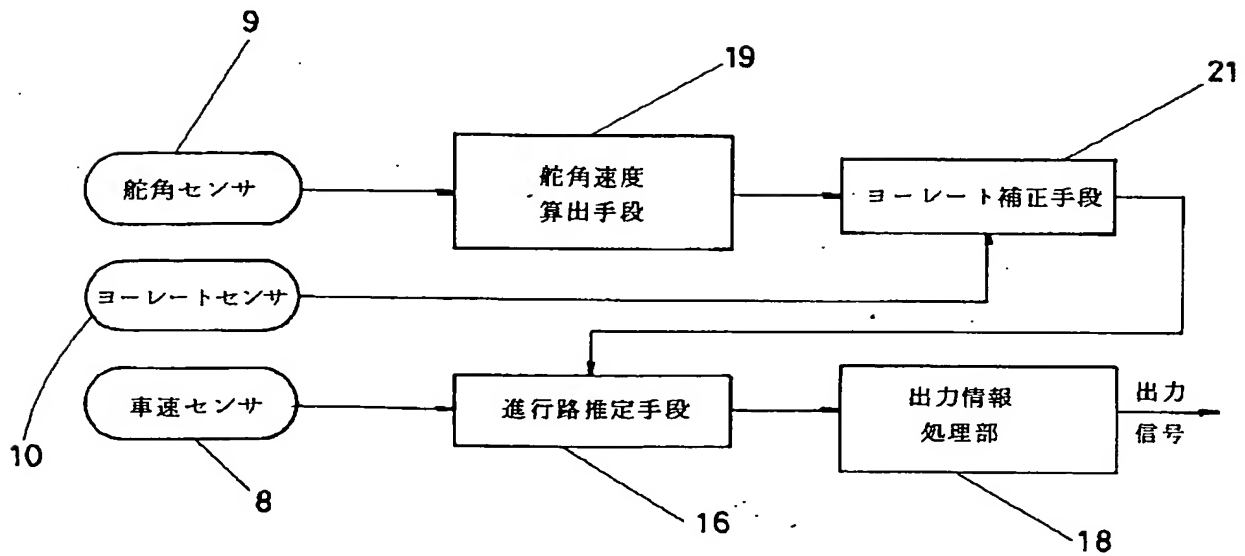 9
19
21
舵角センサ
舵角速度
算出手段
ヨーレート補正手段
ヨーレートセンサ
車速センサ
進行路推定手段
出力情報
処理部
出力
信号
10
8
16
18